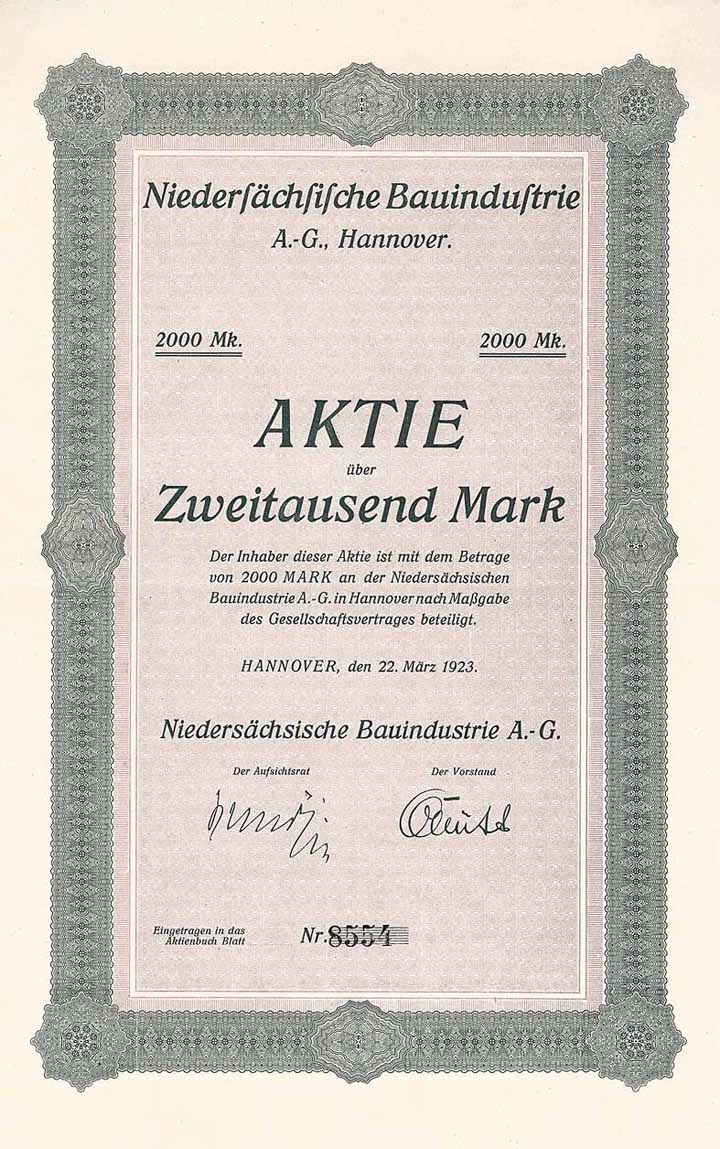 Niederſächſiſche Bauinduſtrie
A.-G., Hannover.
2000 Mk. 2000 Mk.
AKTIE
über
Zweitausend Mark
Der Inhaber dieser Aktie ist mit dem Betrage
von 2000 MARK an der Niedersächsischen
Bauindustrie A.-G. in Hannover nach Maßgabe
des Gesellschaftsvertrages beteiligt.
HANNOVER, den 22. März 1923.
Niedersächsische Bauindustrie A.-G.
Der Aufsichtsrat Der Vorstand
Eingetragen in das
Aktienbuch Blatt
Nr. 8554